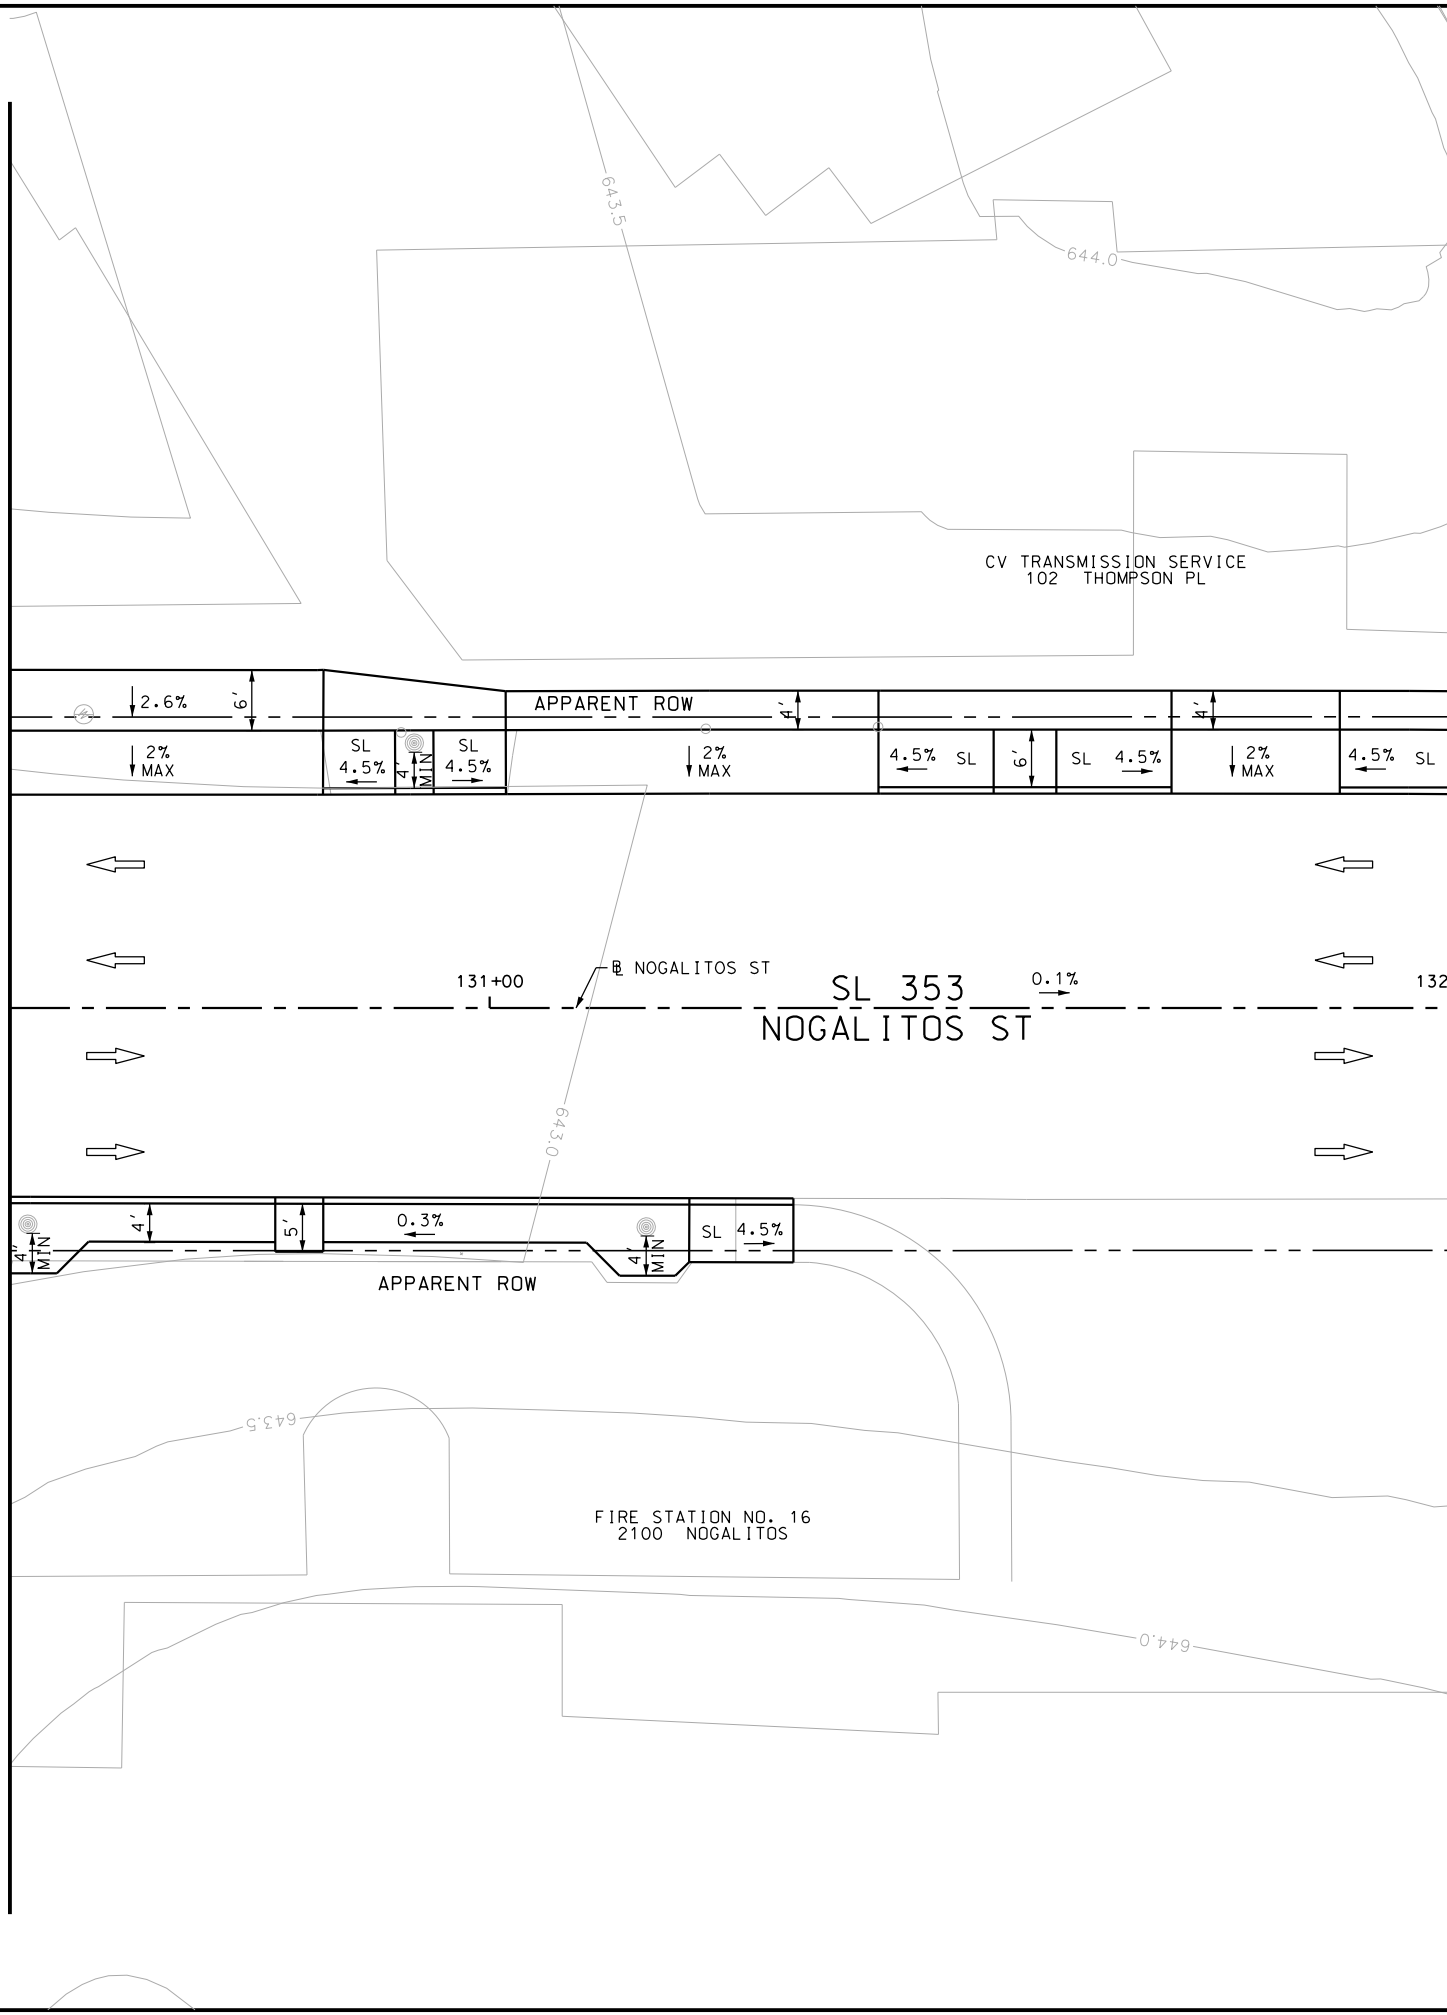 643.5
644.0
CV TRANSMISSION SERVICE
102 THOMPSON PL
2.6%
6'
APPARENT ROW
4'
4'
2%
MAX
SL
4.5%
4'
MIN
SL
4.5%
2%
MAX
4.5%
SL
6'
SL
4.5%
2%
MAX
4.5%
SL
131+00
NOGALITOS ST
SL 353
0.1%
132
NOGALITOS ST
643.0
4'
MIN
4'
5'
0.3%
4'
MIN
SL
4.5%
APPARENT ROW
643.5
FIRE STATION NO. 16
2100 NOGALITOS
644.0